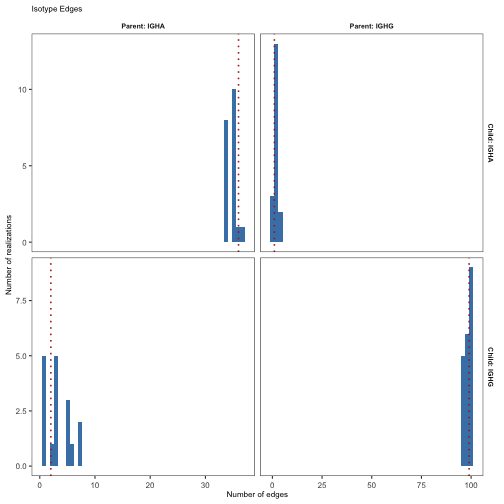 Isotype Edges
Parent: IGHA
Parent: IGHG
Child: IGHA
Child: IGHG
Number of realizations
10
5
0
7.5
5.0
2.5
0.0
0
10
20
30
0
25
50
75
100
Number of edges